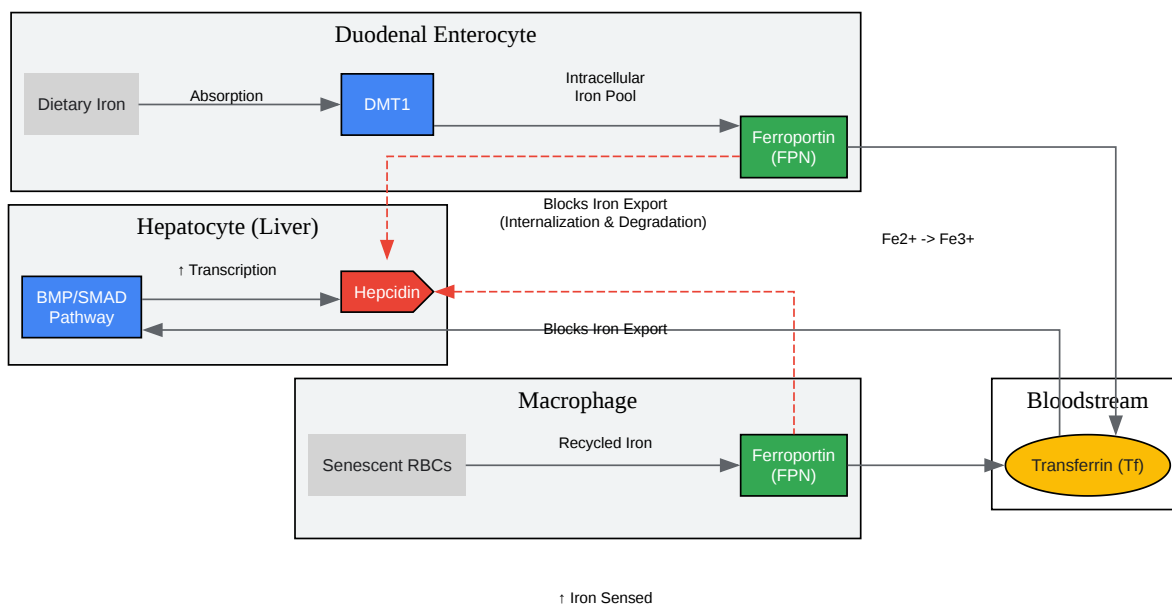 Duodenal Enterocyte
Dietary Iron
Absorption
DMT1
Intracellular
Iron Pool
Ferroportin
(FPN)
Blocks Iron Export
(Internalization & Degradation)
Fe2+ -> Fe3+
Hepatocyte (Liver)
BMP/SMAD
Pathway
↑ Transcription
Hepcidin
Blocks Iron Export
Macrophage
Senescent RBCs
Recycled Iron
Ferroportin
(FPN)
Bloodstream
Transferrin (Tf)
↑ Iron Sensed